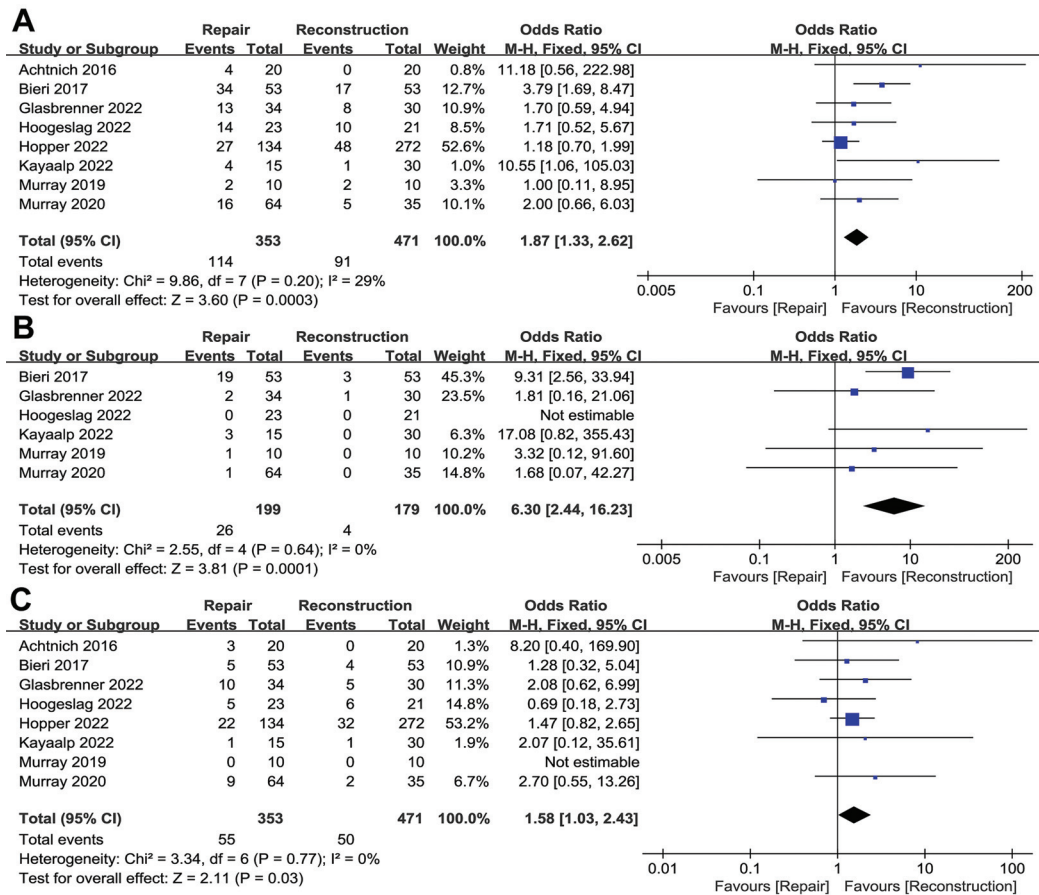 A
Repair Reconstruction Odds Ratio Odds Ratio
Study or Subgroup Events Total Events Total Weight M-H, Fixed, 95% CI M-H, Fixed, 95% CI
Achtnich 2016 4 20 0 20 0.8% 11.18 [0.56, 222.98]
Bieri 2017 34 53 17 53 12.7% 3.79 [1.69, 8.47]
Glasbrenner 2022 13 34 8 30 10.9% 1.70 [0.59, 4.94]
Hoogeslag 2022 14 23 10 21 8.5% 1.71 [0.52, 5.67]
Hopper 2022 27 134 48 272 52.6% 1.18 [0.70, 1.99]
Kayaalp 2022 4 15 1 30 1.0% 10.55 [1.06, 105.03]
Murray 2019 2 10 2 10 3.3% 1.00 [0.11, 8.95]
Murray 2020 16 64 5 35 10.1% 2.00 [0.66, 6.03]
Total (95% CI) 353 471 100.0% 1.87 [1.33, 2.62]
Total events 114 91
Heterogeneity: Chi² = 9.86, df = 7 (P = 0.20); I² = 29%
Test for overall effect: Z = 3.60 (P = 0.0003)
0.005 0.1 1 10 200
Favours [Repair] Favours [Reconstruction]
B
Repair Reconstruction Odds Ratio Odds Ratio
Study or Subgroup Events Total Events Total Weight M-H, Fixed, 95% CI M-H, Fixed, 95% CI
Bieri 2017 19 53 3 53 45.3% 9.31 [2.56, 33.94]
Glasbrenner 2022 2 34 1 30 23.5% 1.81 [0.16, 21.06]
Hoogeslag 2022 0 23 0 21 Not estimable
Kayaalp 2022 3 15 0 30 6.3% 17.08 [0.82, 355.43]
Murray 2019 1 10 0 10 10.2% 3.32 [0.12, 91.60]
Murray 2020 1 64 0 35 14.8% 1.68 [0.07, 42.27]
Total (95% CI) 199 179 100.0% 6.30 [2.44, 16.23]
Total events 26 4
Heterogeneity: Chi² = 2.55, df = 4 (P = 0.64); I² = 0%
Test for overall effect: Z = 3.81 (P = 0.0001)
0.005 0.1 1 10 200
Favours [Repair] Favours [Reconstruction]
C
Repair Reconstruction Odds Ratio Odds Ratio
Study or Subgroup Events Total Events Total Weight M-H, Fixed, 95% CI M-H, Fixed, 95% CI
Achtnich 2016 3 20 0 20 1.3% 8.20 [0.40, 169.90]
Bieri 2017 5 53 4 53 10.9% 1.28 [0.32, 5.04]
Glasbrenner 2022 10 34 5 30 11.3% 2.08 [0.62, 6.99]
Hoogeslag 2022 5 23 6 21 14.8% 0.69 [0.18, 2.73]
Hopper 2022 22 134 32 272 53.2% 1.47 [0.82, 2.65]
Kayaalp 2022 1 15 1 30 1.9% 2.07 [0.12, 35.61]
Murray 2019 0 10 0 10 Not estimable
Murray 2020 9 64 2 35 6.7% 2.70 [0.55, 13.26]
Total (95% CI) 353 471 100.0% 1.58 [1.03, 2.43]
Total events 55 50
Heterogeneity: Chi² = 3.34, df = 6 (P = 0.77); I² = 0%
Test for overall effect: Z = 2.11 (P = 0.03)
0.01 0.1 1 10 100
Favours [Repair] Favours [Reconstruction]